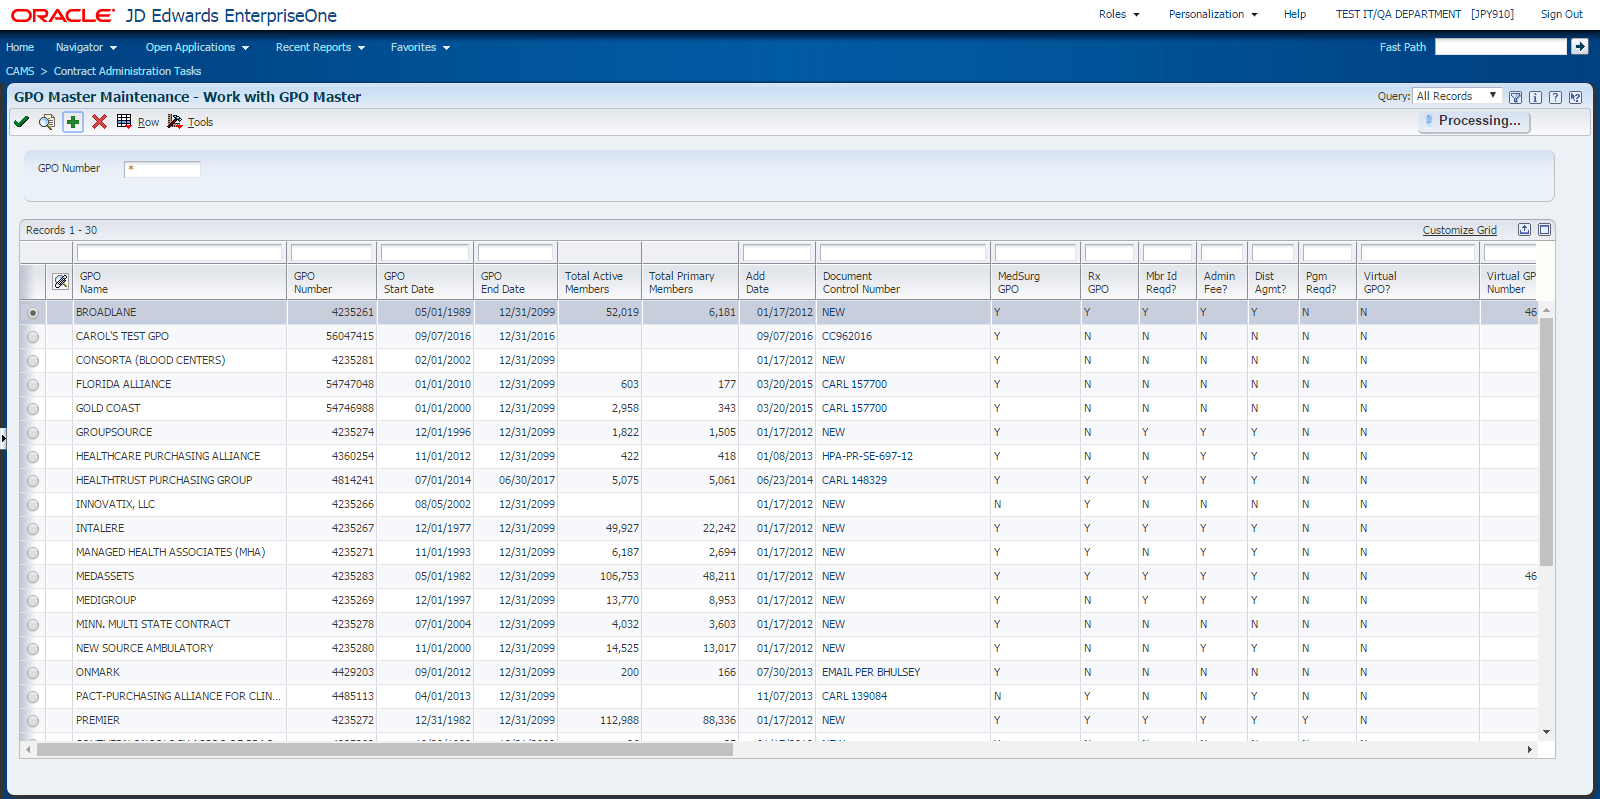 ORACLE JD Edwards EnterpriseOne Roles Personalization Help TEST IT/QA DEPARTMENT [JPY910] Sign Out
Home Navigator Open Applications Recent Reports Favorites Fast Path
CAMS > Contract Administration Tasks
GPO Master Maintenance - Work with GPO Master Query: All Records
Row Tools Processing...
GPO Number *
Records 1 - 30 Customize Grid
GPO GPO GPO GPO Total Active Total Primary Add Document MedSurg Rx Mbr Id Admin Dist Pgm Virtual Virtual GP
Name Number Start Date End Date Members Members Date Control Number GPO GPO Reqd? Fee? Agmt? Reqd? GPO? Number
BROADLANE 4235261 05/01/1989 12/31/2099 52,019 6,181 01/17/2012 NEW Y Y Y Y Y N N 46
CAROL'S TEST GPO 56047415 09/07/2016 12/31/2016 09/07/2016 CC962016 Y N N N N N N
CONSORTA (BLOOD CENTERS) 4235281 02/01/2002 12/31/2099 01/17/2012 NEW Y N N N N N N
FLORIDA ALLIANCE 54747048 01/01/2010 12/31/2099 603 177 03/20/2015 CARL 157700 Y N N N N N N
GOLD COAST 54746988 01/01/2000 12/31/2099 2,958 343 03/20/2015 CARL 157700 Y N N N N N N
GROUPSOURCE 4235274 12/01/1996 12/31/2099 1,822 1,505 01/17/2012 NEW Y N Y Y Y N N
HEALTHCARE PURCHASING ALLIANCE 4360254 11/01/2012 12/31/2099 422 418 01/08/2013 HPA-PR-SE-697-12 Y N N Y Y N N
HEALTHTRUST PURCHASING GROUP 4814241 07/01/2014 06/30/2017 5,075 5,061 06/23/2014 CARL 148329 Y Y Y Y Y N N
INNOVATIX, LLC 4235266 08/05/2002 12/31/2099 01/17/2012 NEW N Y N N N N N
INTALERE 4235267 12/01/1977 12/31/2099 49,927 22,242 01/17/2012 NEW Y Y Y Y Y N N
MANAGED HEALTH ASSOCIATES (MHA) 4235271 11/01/1993 12/31/2099 6,187 2,694 01/17/2012 NEW Y Y N Y Y N N
MEDASSETS 4235283 05/01/1982 12/31/2099 106,753 48,211 01/17/2012 NEW Y Y Y Y Y N N 46
MEDIGROUP 4235269 12/01/1997 12/31/2099 13,770 8,953 01/17/2012 NEW Y N Y Y Y N N
MINN. MULTI STATE CONTRACT 4235278 07/01/2004 12/31/2099 4,032 3,603 01/17/2012 NEW Y N N N N N N
NEW SOURCE AMBULATORY 4235280 11/01/2000 12/31/2099 14,525 13,017 01/17/2012 NEW Y N N Y Y N N
ONMARK 4429203 09/01/2012 12/31/2099 200 166 07/30/2013 EMAIL PER BHULSEY Y N N N N N N
PACT-PURCHASING ALLIANCE FOR CLIN... 4485113 04/01/2013 12/31/2099 11/07/2013 CARL 139084 N Y N N Y N N
PREMIER 4235272 12/31/1982 12/31/2099 112,988 88,336 01/17/2012 NEW Y Y Y Y Y Y N